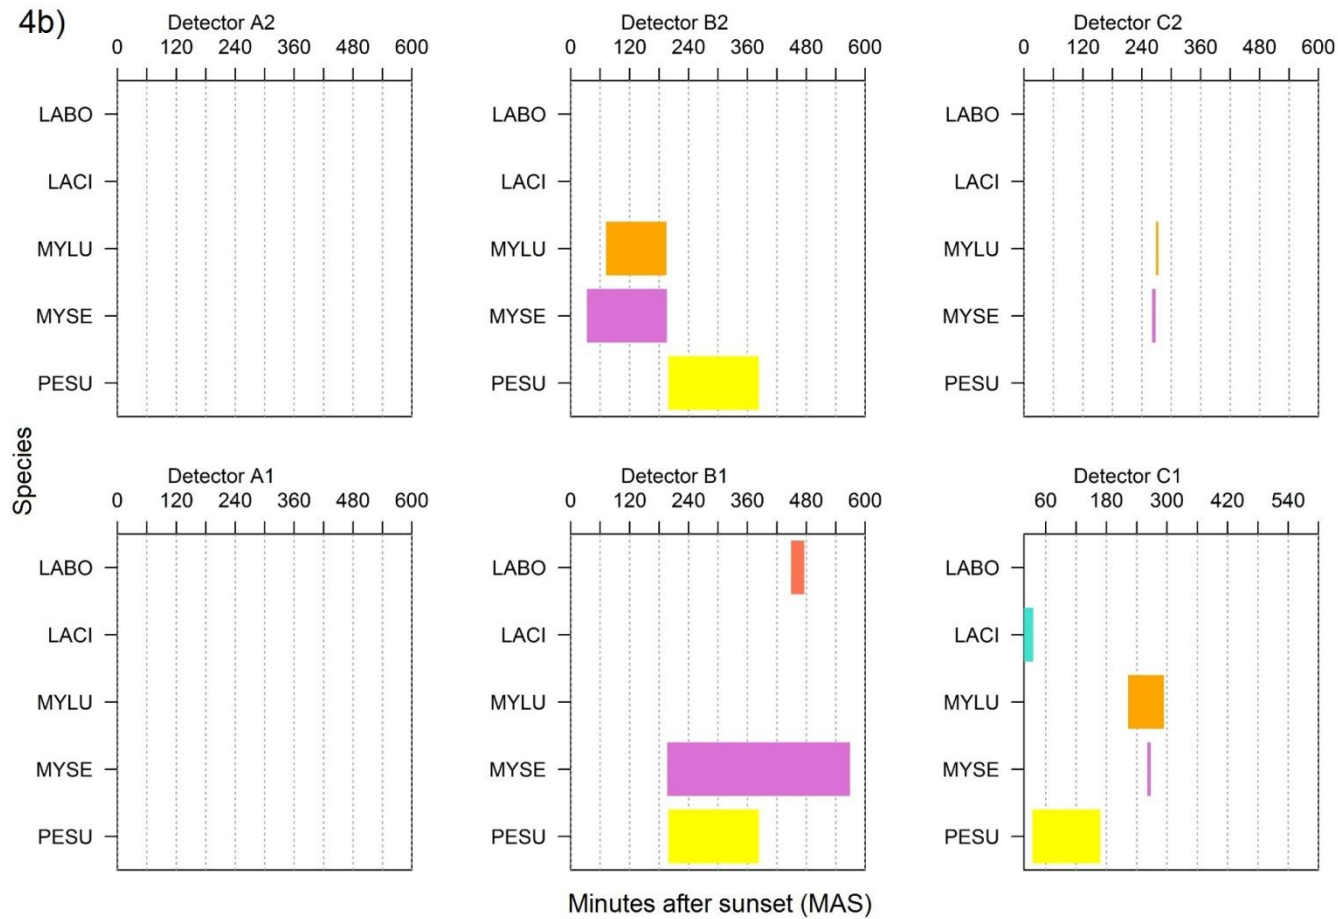 4b)
Detector A2
0 120 240 360 480 600
LABO
LACI
MYLU
MYSE
PESU
Detector B2
0 120 240 360 480 600
LABO
LACI
MYLU
MYSE
PESU
Detector C2
0 120 240 360 480 600
LABO
LACI
MYLU
MYSE
PESU
Species
Detector A1
0 120 240 360 480 600
LABO
LACI
MYLU
MYSE
PESU
Detector B1
0 120 240 360 480 600
LABO
LACI
MYLU
MYSE
PESU
Detector C1
60 180 300 420 540
LABO
LACI
MYLU
MYSE
PESU
Minutes after sunset (MAS)